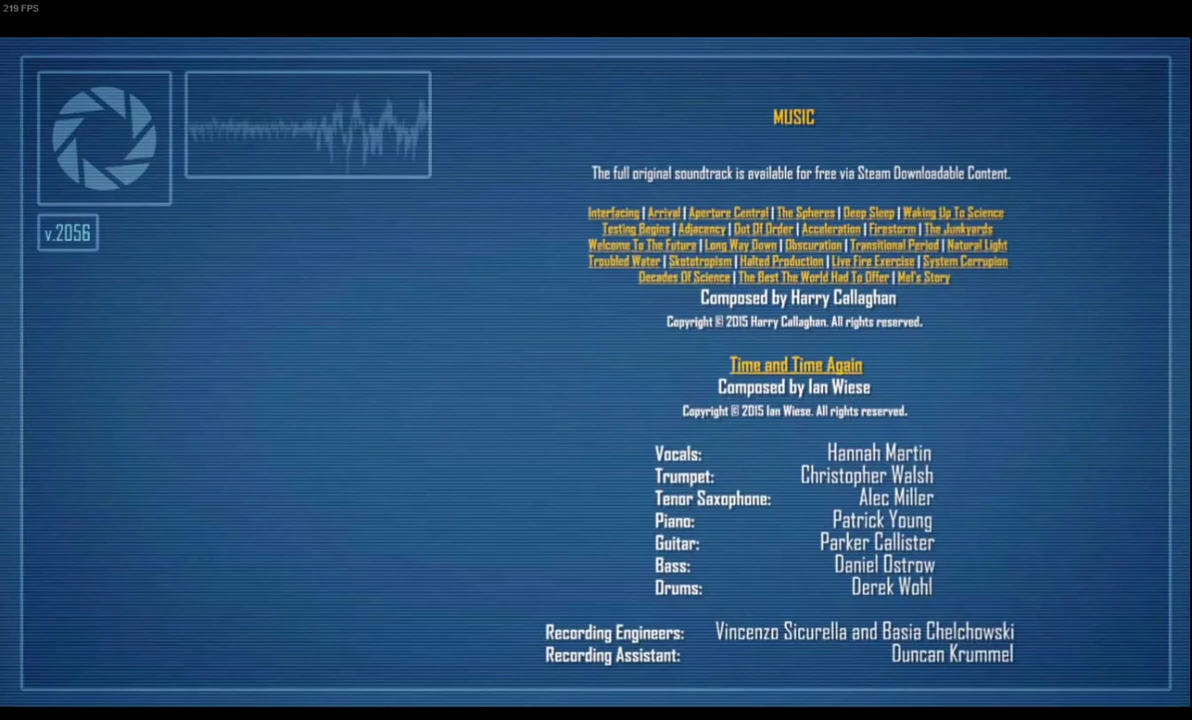 219 FPS
v.2056
MUSIC
The full original soundtrack is available for free via Steam Downloadable Content.
Interfacing | Arrival | Aperture Central | The Spheres | Deep Sleep | Waking Up To Science
Testing Begins | Adjacency | Out Of Order | Acceleration | Firestorm | The Junkyards
Welcome To The Future | Long Way Down | Obscuration | Transitional Period | Natural Light
Troubled Water | Skototropism | Halted Production | Live Fire Exercise | System Corruption
Decades Of Science | The Best The World Had To Offer | Mel's Story
Composed by Harry Callaghan
Copyright © 2015 Harry Callaghan. All rights reserved.
Time and Time Again
Composed by Ian Wiese
Copyright © 2015 Ian Wiese. All rights reserved.
Vocals: Hannah Martin
Trumpet: Christopher Walsh
Tenor Saxophone: Alec Miller
Piano: Patrick Young
Guitar: Parker Callister
Bass: Daniel Ostrow
Drums: Derek Wohl
Recording Engineers: Vincenzo Sicurella and Basia Chelchowski
Recording Assistant: Duncan Krummel